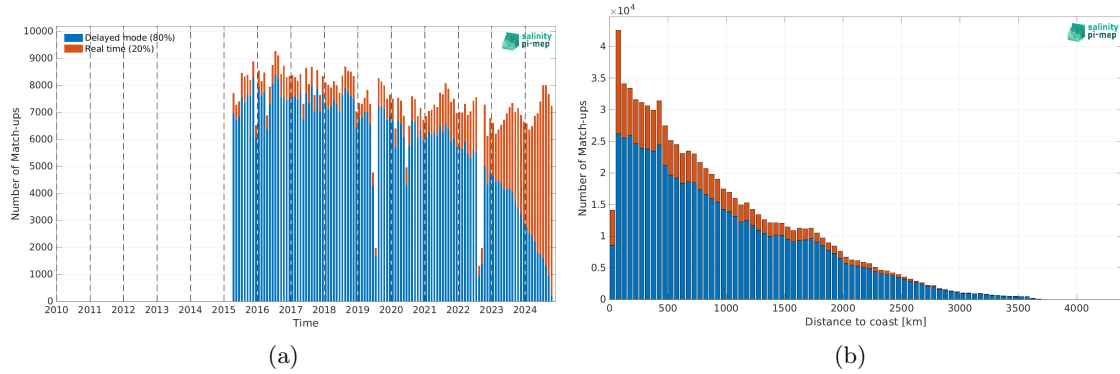 Delayed mode (80%)
Real time (20%)
salinity
pi-mep
Number of Match-ups
10000
9000
8000
7000
6000
5000
4000
3000
2000
1000
0
2010 2011 2012 2013 2014 2015 2016 2017 2018 2019 2020 2021 2022 2023 2024
Time
(a)
×10⁴
salinity
pi-mep
Number of Match-ups
4
3.5
3
2.5
2
1.5
1
0.5
0
0 500 1000 1500 2000 2500 3000 3500 4000
Distance to coast [km]
(b)